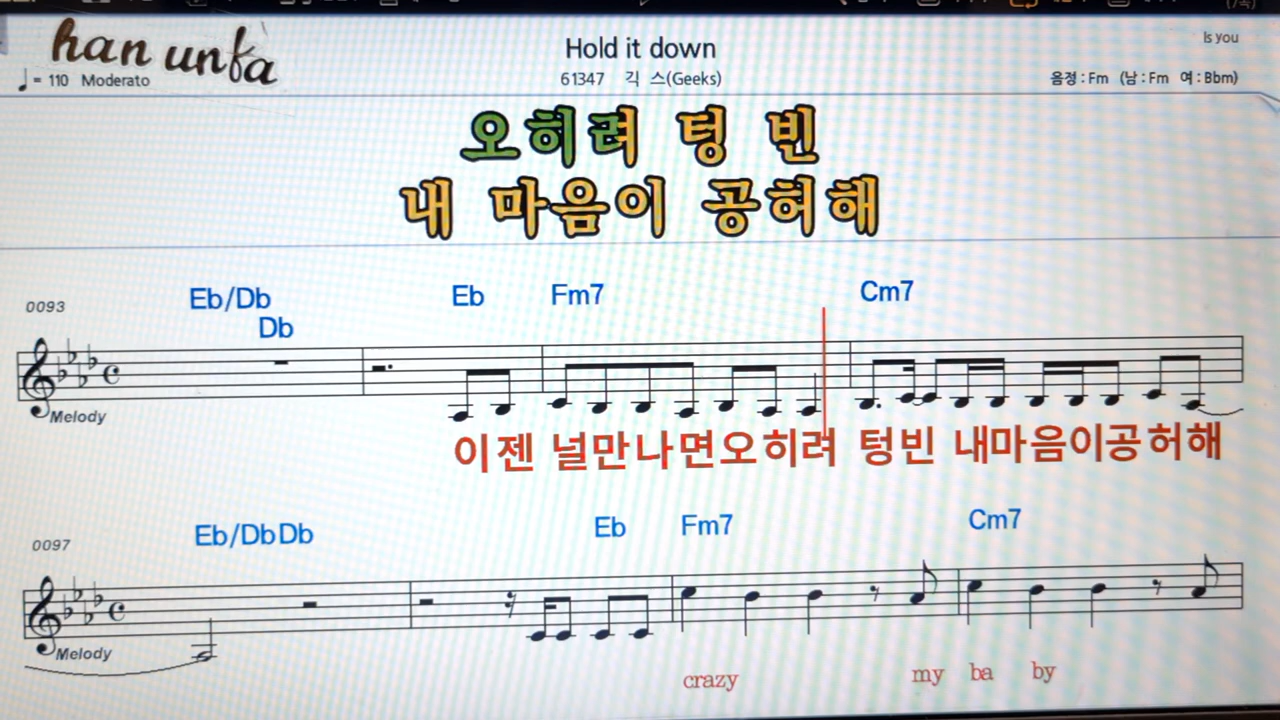 han unfa
Is you
Hold it down
♩ = 110 Moderato
61347 긱 스(Geeks)
음정 : Fm (남 : Fm 여 : Bbm)
오히려 텅 빈
내 마음이 공허해
0093
Eb/Db Eb Fm7 Cm7
Db
Melody
이젠 널만나면오히려 텅빈 내마음이공허해
0097
Eb/Db Db Eb Fm7 Cm7
Melody
crazy my ba by